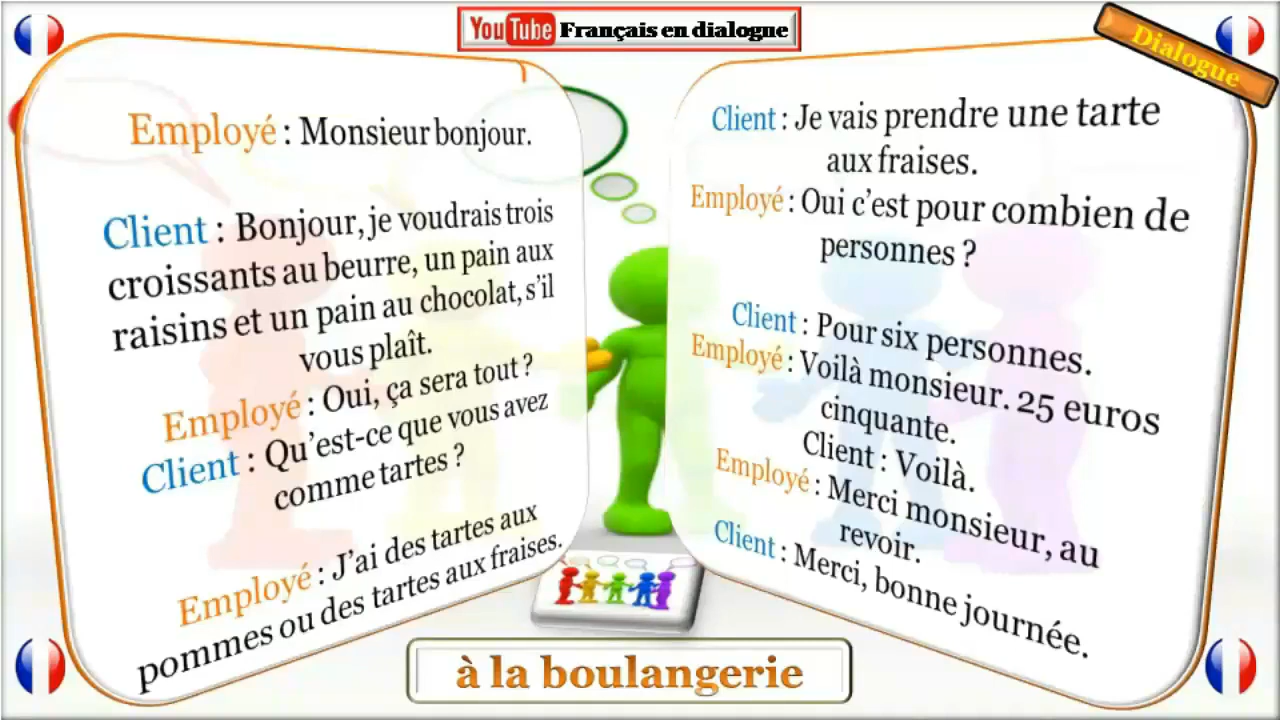 YouTube Français en dialogue
Dialogue
Employé : Monsieur bonjour.
Client : Bonjour, je voudrais trois
croissants au beurre, un pain aux
raisins et un pain au chocolat, s’il
vous plaît.
Employé : Oui, ça sera tout ?
Client : Qu’est-ce que vous avez
comme tartes ?
Employé : J’ai des tartes aux
pommes ou des tartes aux fraises.
Client : Je vais prendre une tarte
aux fraises.
Employé : Oui c’est pour combien de
personnes ?
Client : Pour six personnes.
Employé : Voilà monsieur. 25 euros
cinquante.
Client : Voilà.
Employé : Merci monsieur, au
revoir.
Client : Merci, bonne journée.
à la boulangerie